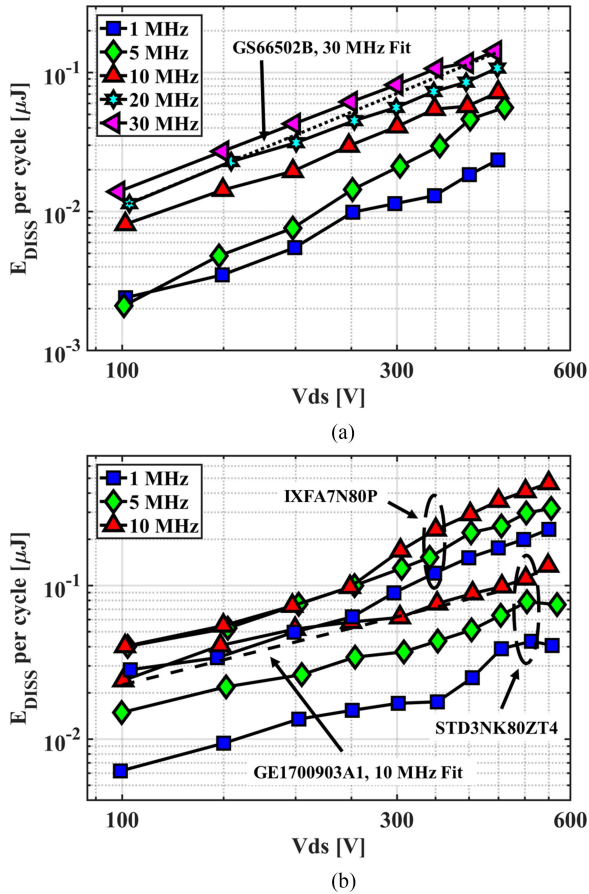 1 MHz
5 MHz
10 MHz
20 MHz
30 MHz
GS66502B, 30 MHz Fit
E_DISS per cycle [μJ]
10^-1
10^-2
10^-3
100
300
600
Vds [V]
(a)
1 MHz
5 MHz
10 MHz
IXFA7N80P
STD3NK80ZT4
GE1700903A1, 10 MHz Fit
E_DISS per cycle [μJ]
10^-1
10^-2
100
300
600
Vds [V]
(b)